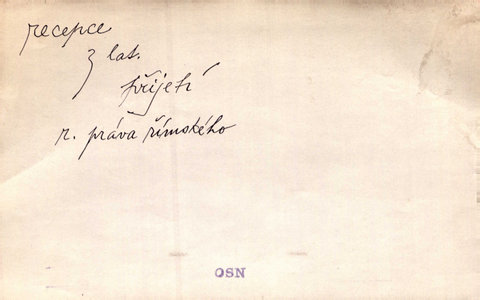 recepce
z lat.
přijetí
r. práva římského
OSN